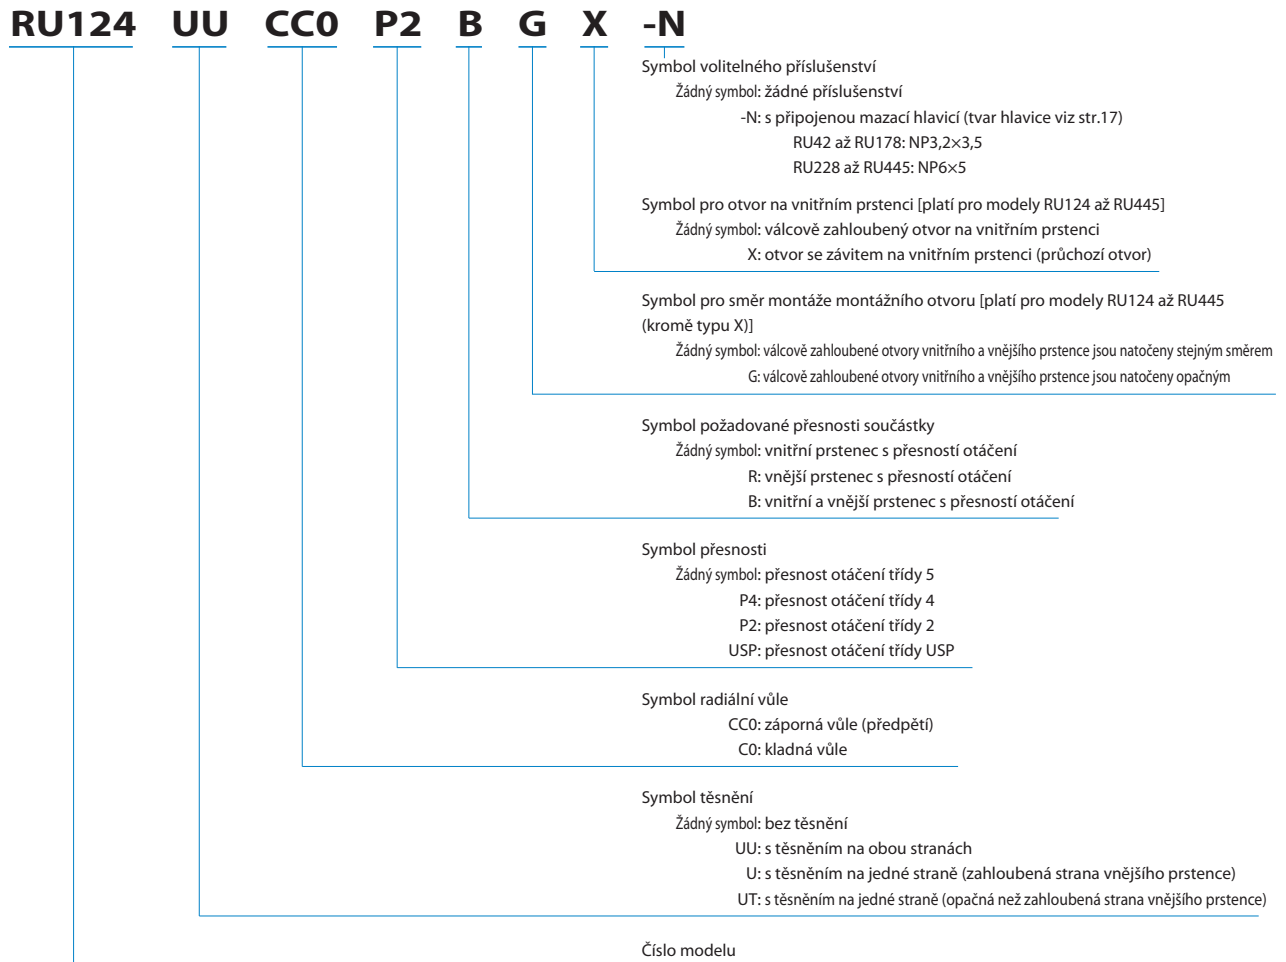 RU124 UU CC0 P2 B G X -N
Symbol volitelného příslušenství
Žádný symbol: žádné příslušenství
-N: s připojenou mazací hlavicí (tvar hlavice viz str.17)
RU42 až RU178: NP3,2×3,5
RU228 až RU445: NP6×5
Symbol pro otvor na vnitřním prstenci [platí pro modely RU124 až RU445]
Žádný symbol: válcově zahloubený otvor na vnitřním prstenci
X: otvor se závitem na vnitřním prstenci (průchozí otvor)
Symbol pro směr montáže montážního otvoru [platí pro modely RU124 až RU445
(kromě typu X)]
Žádný symbol: válcově zahloubené otvory vnitřního a vnějšího prstence jsou natočeny stejným směrem
G: válcově zahloubené otvory vnitřního a vnějšího prstence jsou natočeny opačným
Symbol požadované přesnosti součástky
Žádný symbol: vnitřní prstenec s přesností otáčení
R: vnější prstenec s přesností otáčení
B: vnitřní a vnější prstenec s přesností otáčení
Symbol přesnosti
Žádný symbol: přesnost otáčení třídy 5
P4: přesnost otáčení třídy 4
P2: přesnost otáčení třídy 2
USP: přesnost otáčení třídy USP
Symbol radiální vůle
CC0: záporná vůle (předpětí)
C0: kladná vůle
Symbol těsnění
Žádný symbol: bez těsnění
UU: s těsněním na obou stranách
U: s těsněním na jedné straně (zahloubená strana vnějšího prstence)
UT: s těsněním na jedné straně (opačná než zahloubená strana vnějšího prstence)
Číslo modelu